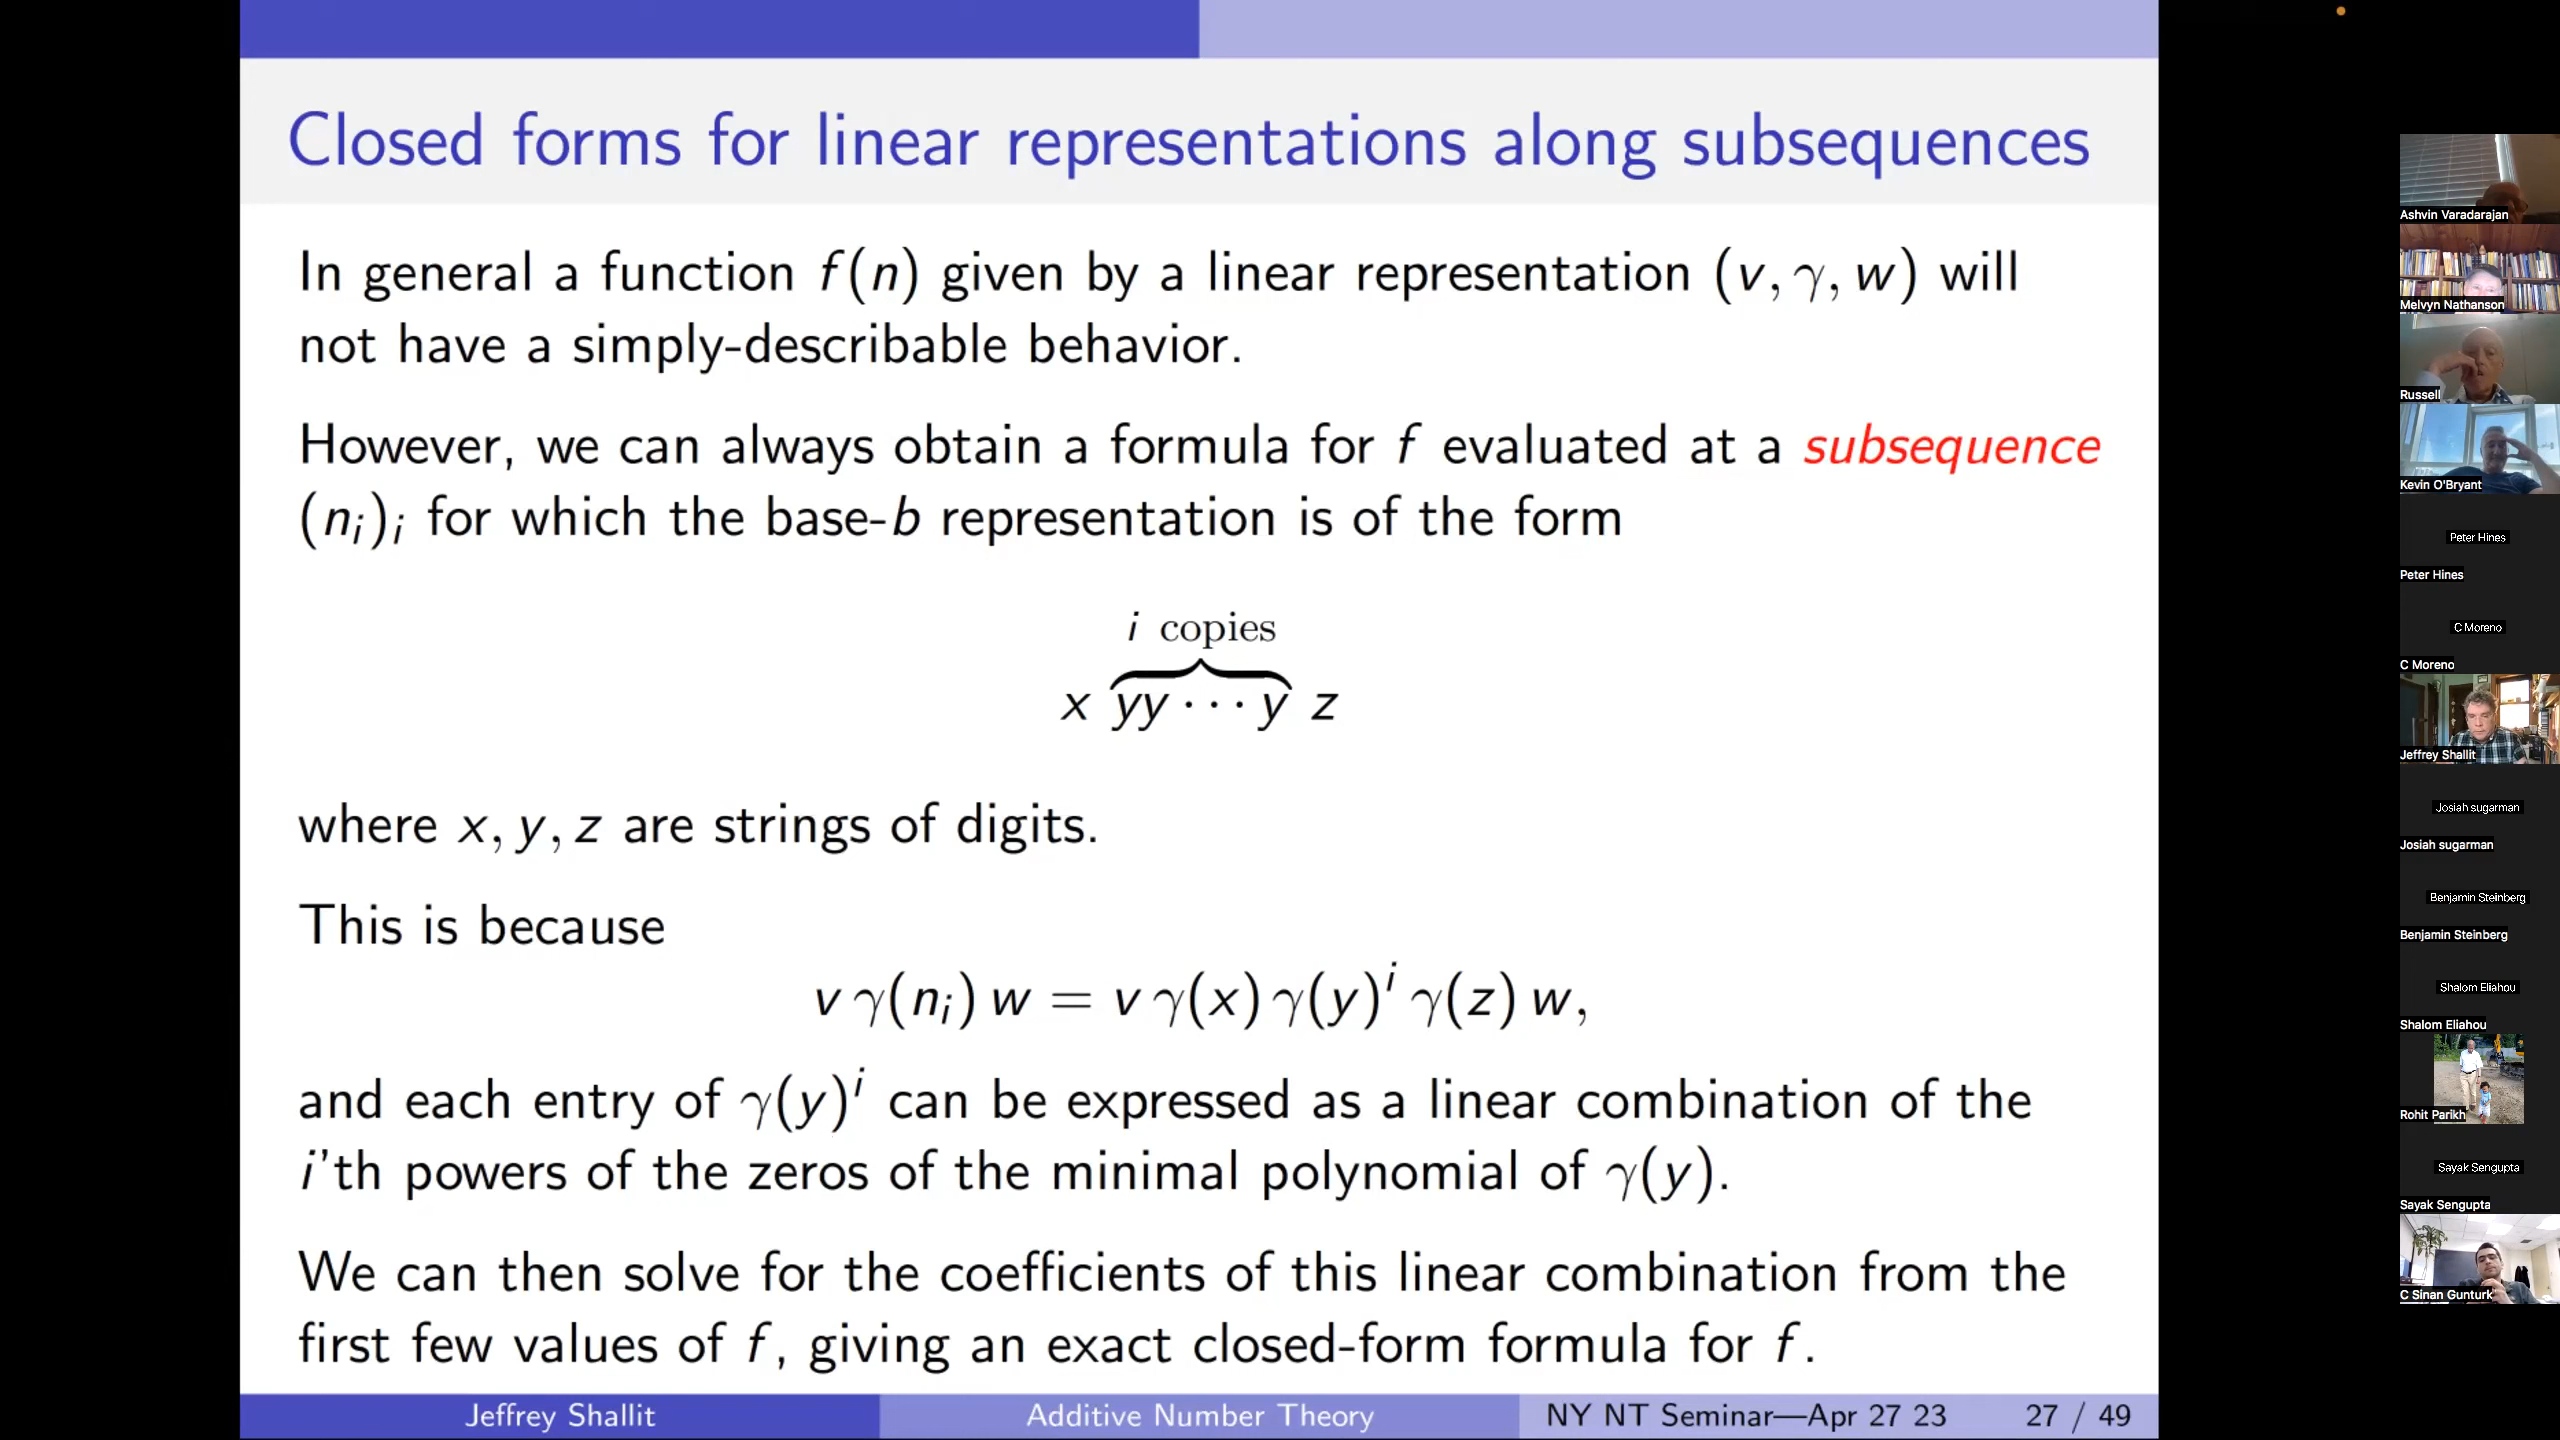 Closed forms for linear representations along subsequences
In general a function f(n) given by a linear representation (v, γ, w) will
not have a simply-describable behavior.
However, we can always obtain a formula for f evaluated at a subsequence
(nᵢ)ᵢ for which the base-b representation is of the form
i copies
x yy · · · y z
where x, y, z are strings of digits.
This is because
v γ(nᵢ) w = v γ(x) γ(y)ⁱ γ(z) w,
and each entry of γ(y)ⁱ can be expressed as a linear combination of the
i’th powers of the zeros of the minimal polynomial of γ(y).
We can then solve for the coefficients of this linear combination from the
first few values of f, giving an exact closed-form formula for f.
Jeffrey Shallit
Additive Number Theory
NY NT Seminar—Apr 27 23
27 / 49
Ashvin Varadarajan
Melvyn Nathanson
Russell
Kevin O'Bryant
Peter Hines
Peter Hines
C Moreno
C Moreno
Jeffrey Shallit
Josiah sugarman
Josiah sugarman
Benjamin Steinberg
Benjamin Steinberg
Shalom Eliahou
Shalom Eliahou
Rohit Parikh
Sayak Sengupta
Sayak Sengupta
C Sinan Gunturk